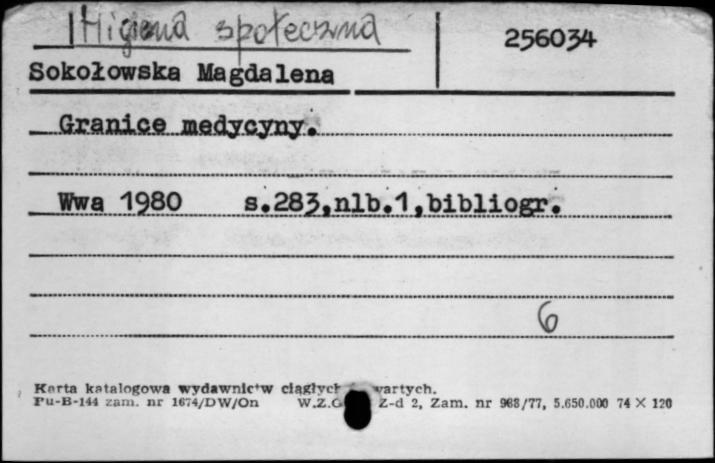 Higiena społeczna
256034
Sokołowska Magdalena
Granice medycyny.
Wwa 1980 s.283,nlb.1,bibliogr.
6
Karta katalogowa wydawnictw ciągłych wartych.
Pu-B-144 zam. nr 1674/DW/On W.Z.G Z-d 2, Zam. nr 968/77, 5.650.000 74 X 120